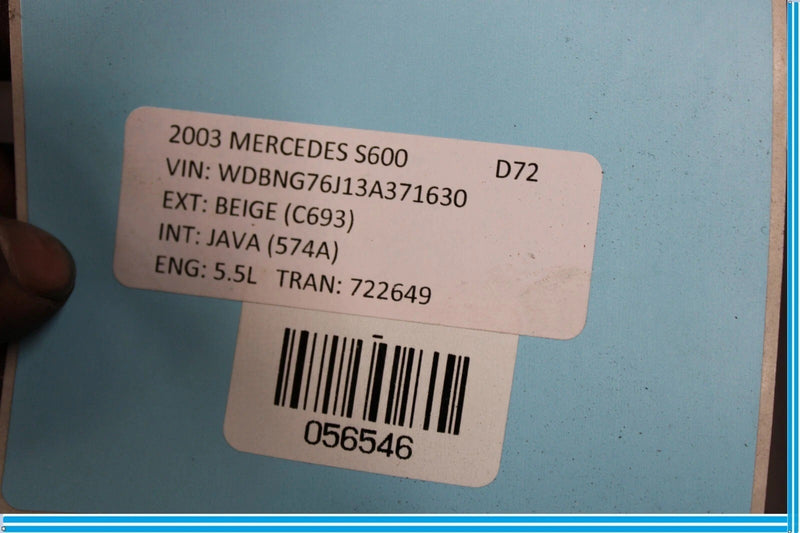 2003 MERCEDES S600 D72
VIN: WDBNG76J13A371630
EXT: BEIGE (C693)
INT: JAVA (574A)
ENG: 5.5L TRAN: 722649
056546